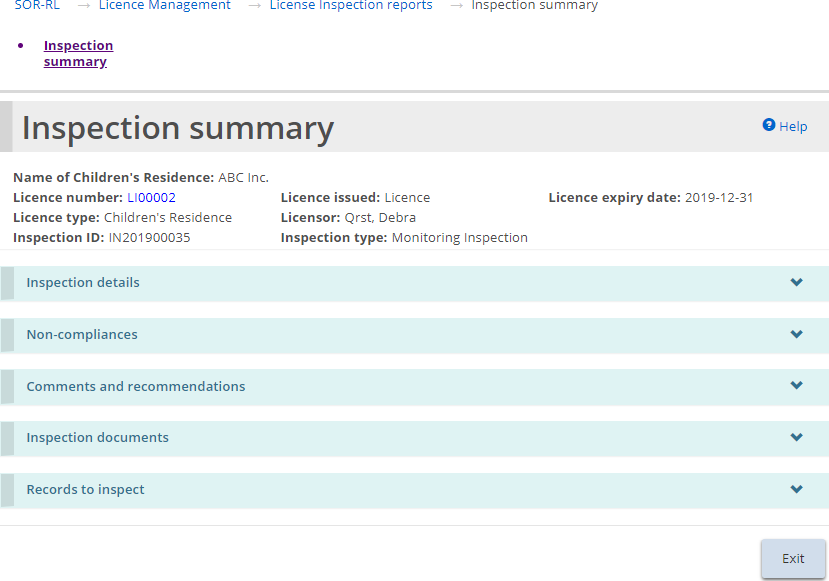 SOR-RL → Licence Management → License Inspection reports → Inspection summary
• Inspection
summary
Inspection summary
? Help
Name of Children's Residence: ABC Inc.
Licence number: LI00002 Licence issued: Licence Licence expiry date: 2019-12-31
Licence type: Children's Residence Licensor: Qrst, Debra
Inspection ID: IN201900035 Inspection type: Monitoring Inspection
Inspection details
Non-compliances
Comments and recommendations
Inspection documents
Records to inspect
Exit